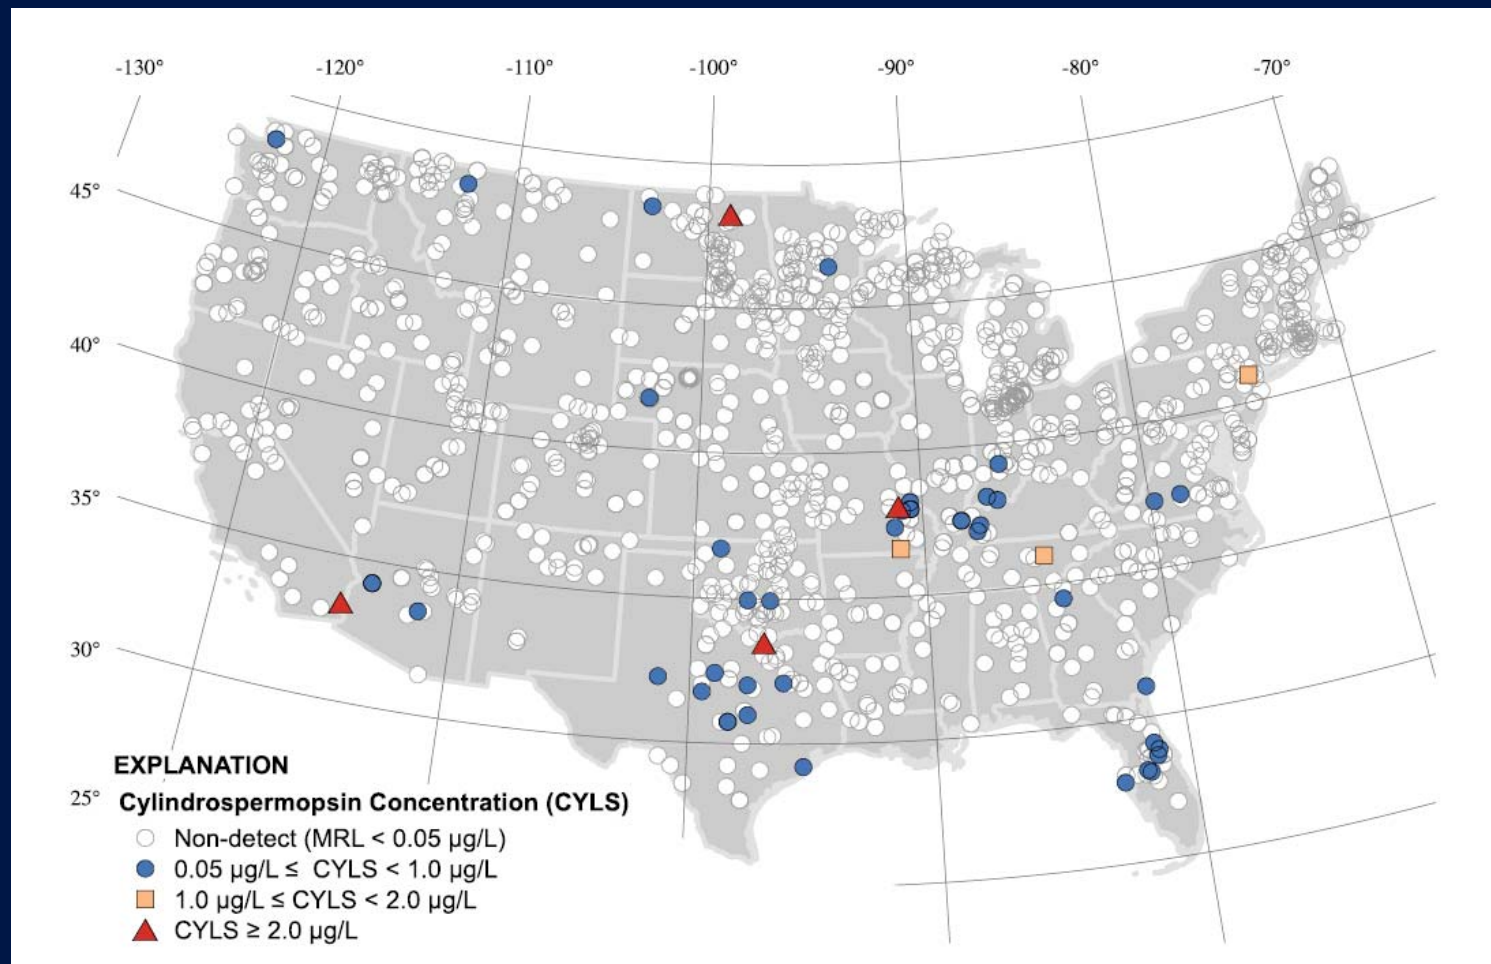 -130° -120° -110° -100° -90° -80° -70°
45°
40°
35°
30°
25°
EXPLANATION
Cylindrospermopsin Concentration (CYLS)
Non-detect (MRL < 0.05 µg/L)
0.05 µg/L ≤ CYLS < 1.0 µg/L
1.0 µg/L ≤ CYLS < 2.0 µg/L
CYLS ≥ 2.0 µg/L